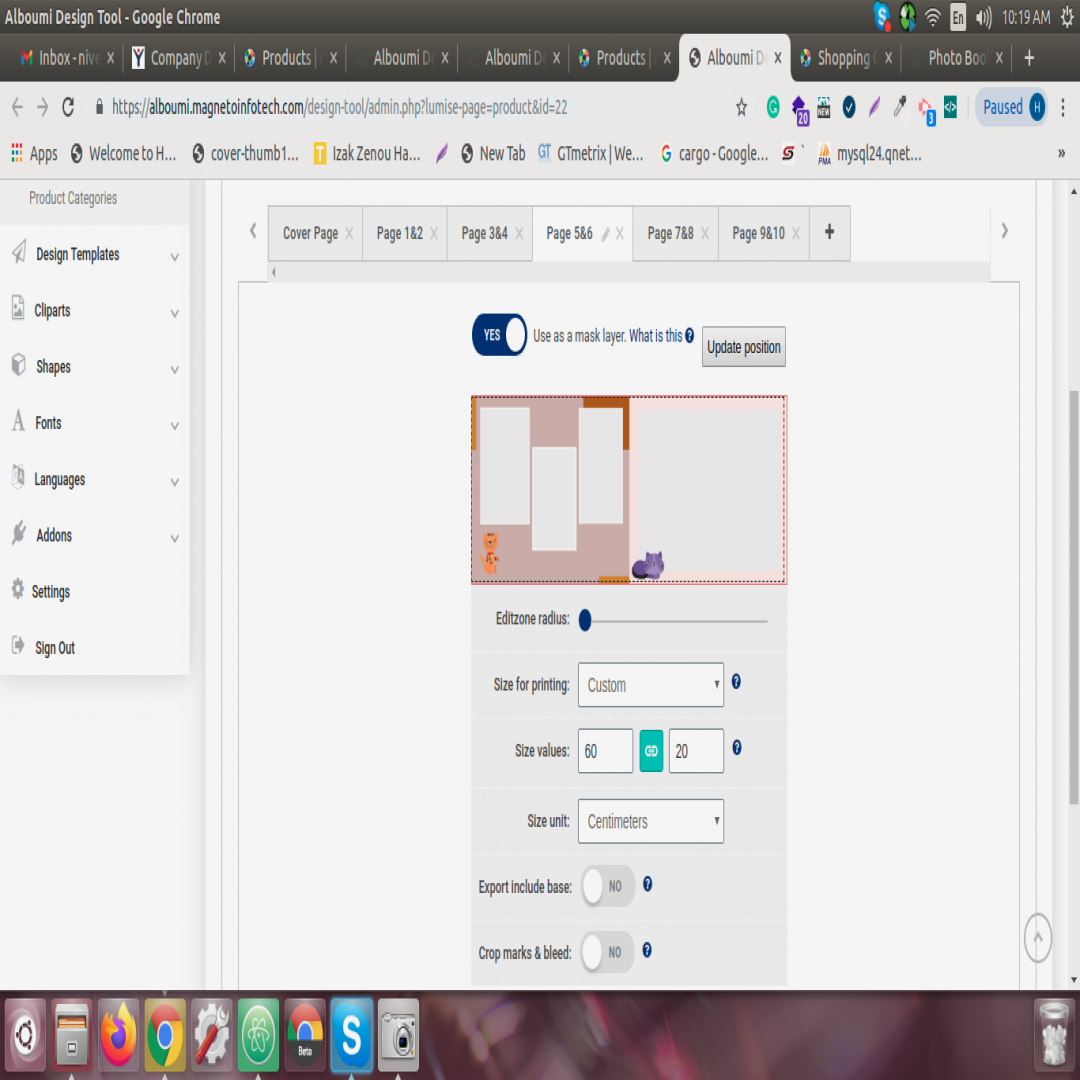 Alboumi Design Tool - Google Chrome
En 10:19 AM
Inbox - nive
Company D
Products |
Alboumi De
Alboumi De
Products |
Alboumi De
Shopping
Photo Boo
https://alboumi.magnetoinfotech.com/design-tool/admin.php?lumise-page=product&id=22
20 NEW 3 Paused H
Apps Welcome to H... cover-thumb1... Izak Zenou Ha... New Tab GTmetrix | We... cargo - Google... mysql24.qnet... »
Product Categories
Design Templates
Cliparts
Shapes
Fonts
Languages
Addons
Settings
Sign Out
Cover Page Page 1&2 Page 3&4 Page 5&6 Page 7&8 Page 9&10 +
YES Use as a mask layer. What is this ? Update position
Editzone radius:
Size for printing: Custom ?
Size values: 60 20 ?
Size unit: Centimeters
Export include base: NO ?
Crop marks & bleed: NO ?
Beta